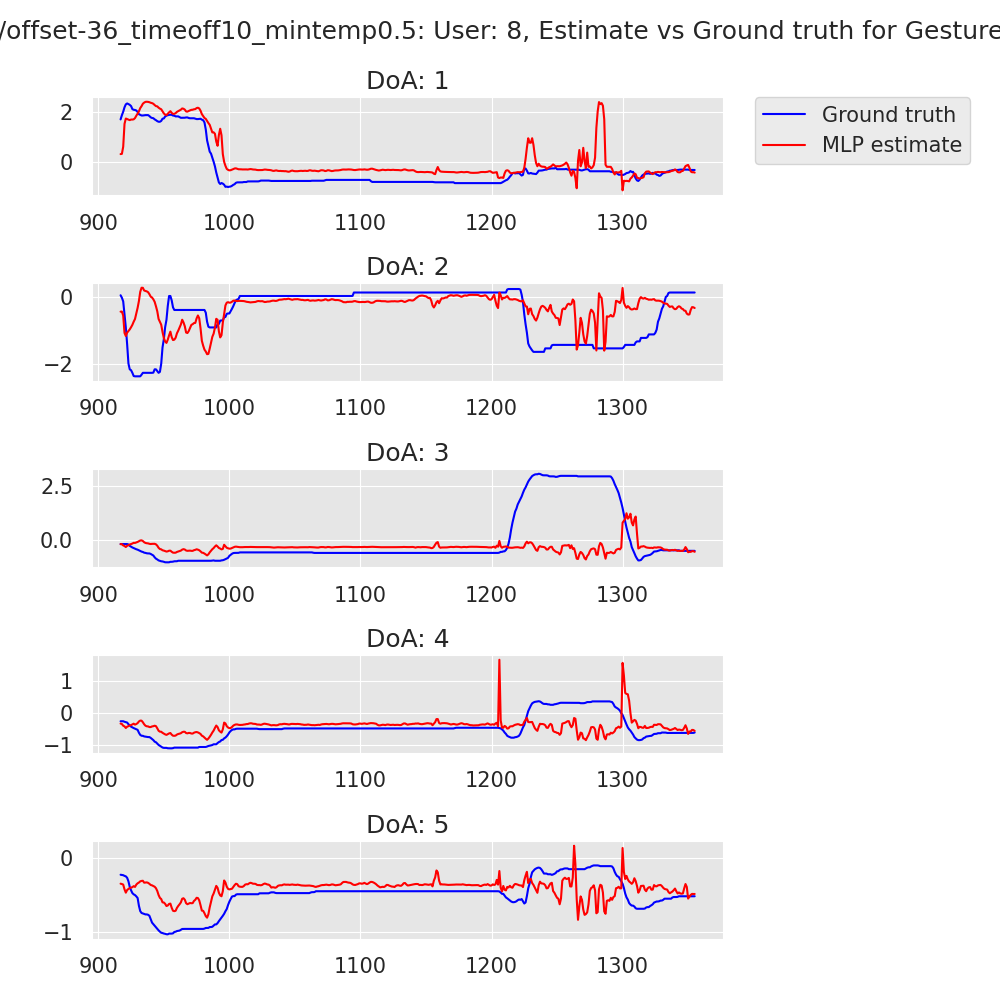 /offset-36_timeoff10_mintemp0.5: User: 8, Estimate vs Ground truth for Gesture
DoA: 1
Ground truth
MLP estimate
2
0
900 1000 1100 1200 1300
DoA: 2
0
−2
900 1000 1100 1200 1300
DoA: 3
2.5
0.0
900 1000 1100 1200 1300
DoA: 4
1
0
−1
900 1000 1100 1200 1300
DoA: 5
0
−1
900 1000 1100 1200 1300